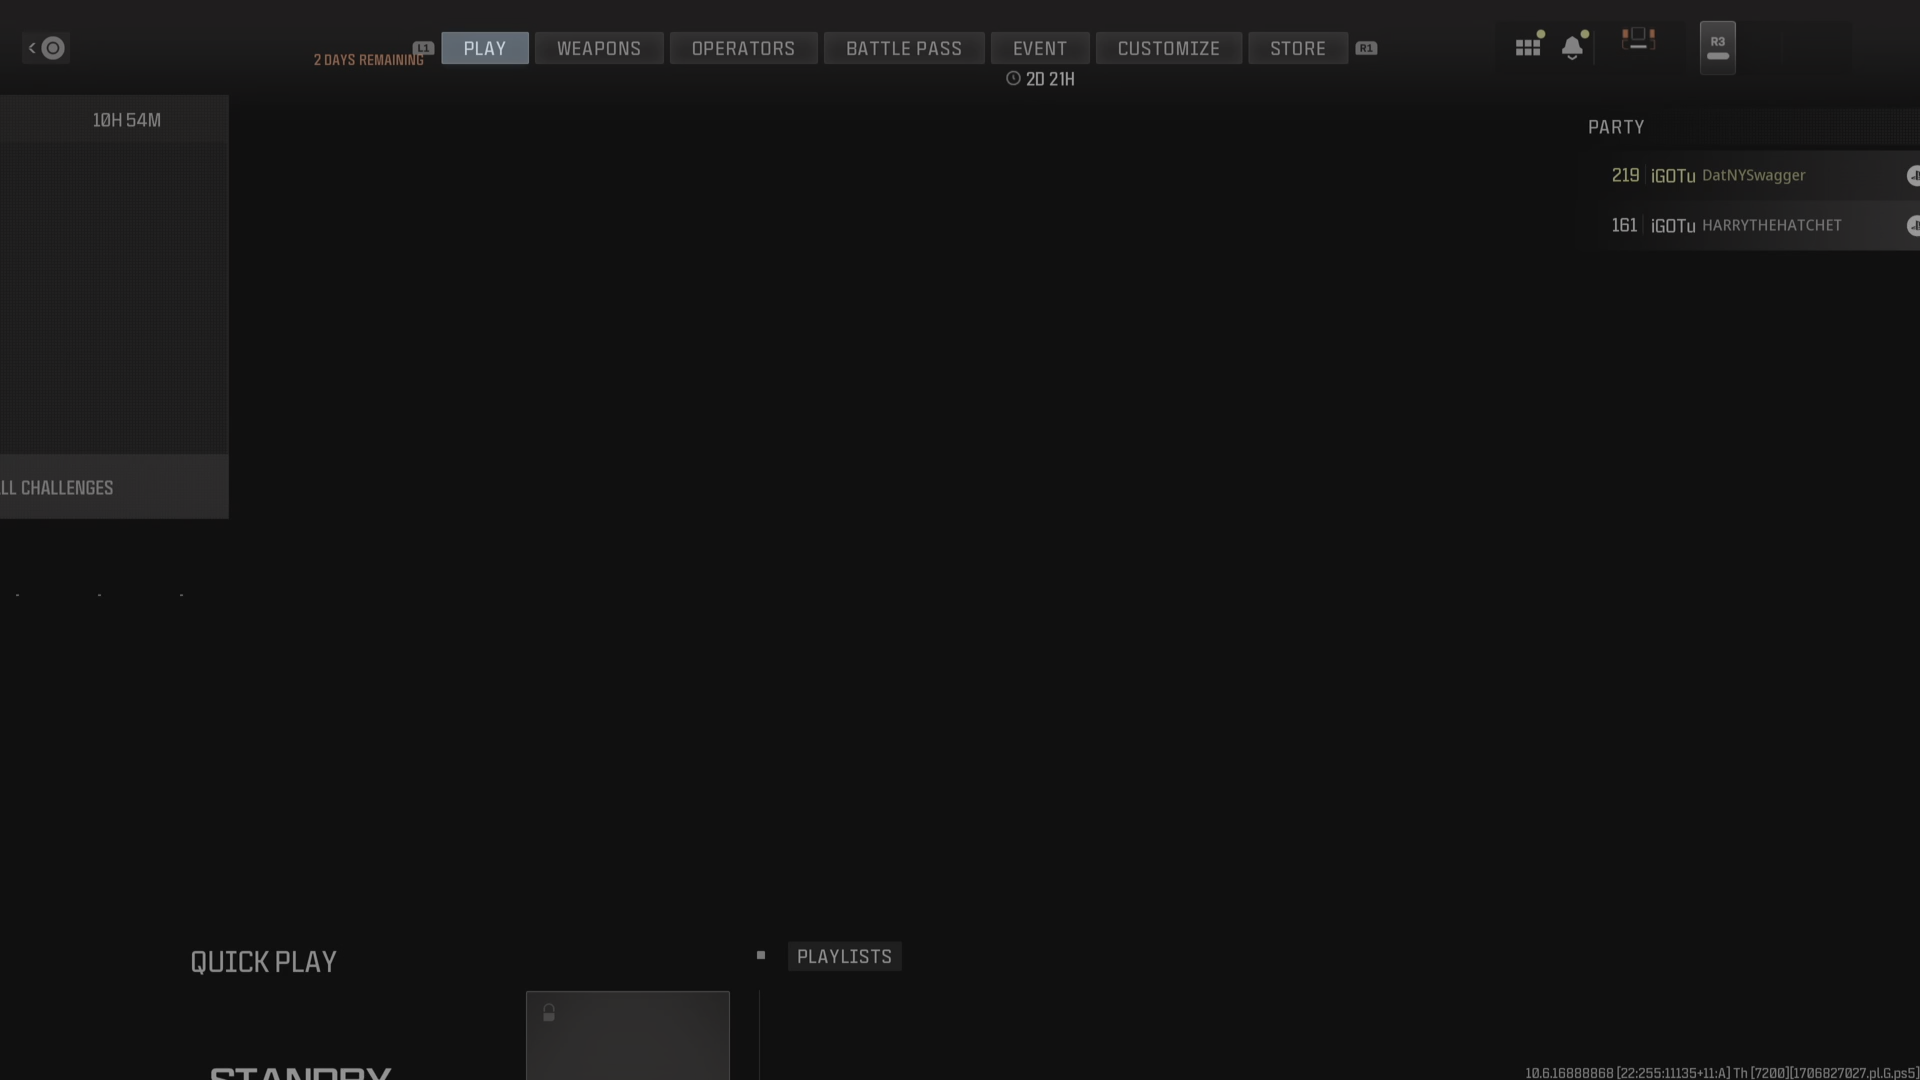 L1
PLAY
WEAPONS
OPERATORS
BATTLE PASS
EVENT
CUSTOMIZE
STORE
R1
R3
2 DAYS REMAINING
2D 21H
10H 54M
PARTY
219 iGOTu DatNYSwagger
161 iGOTu HARRYTHEHATCHET
LL CHALLENGES
QUICK PLAY
PLAYLISTS
STANDBY
10.6.16888868 [22:255:11135+11:A] Th [7200][1706827027.pl.G.ps5]